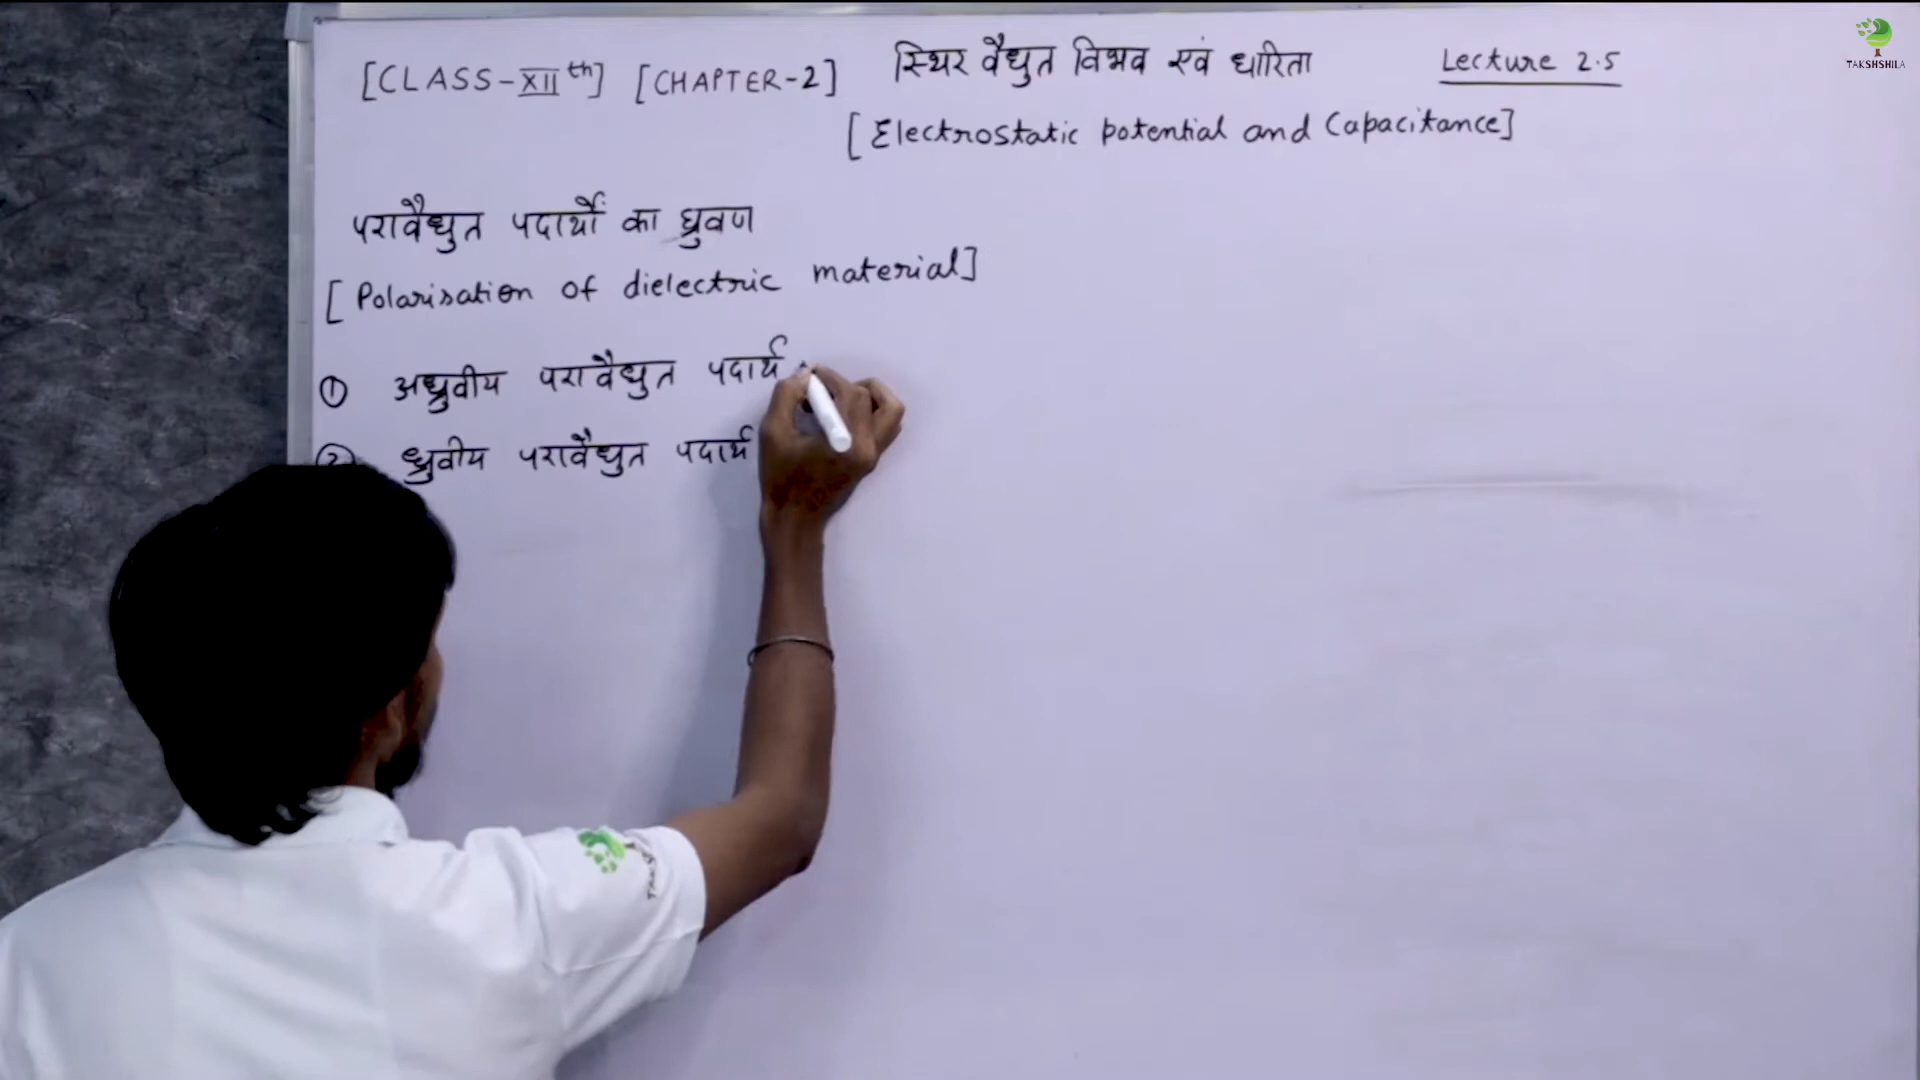 [CLASS-XIIth] [CHAPTER-2] स्थिर वैद्युत विभव एवं धारिता Lecture 2.5
[Electrostatic potential and Capacitance]
परावैद्युत पदार्थों का ध्रुवण
[Polarisation of dielectric material]
① अध्रुवीय परावैद्युत पदार्थ
② ध्रुवीय परावैद्युत पदार्थ
TAKSHSHILA